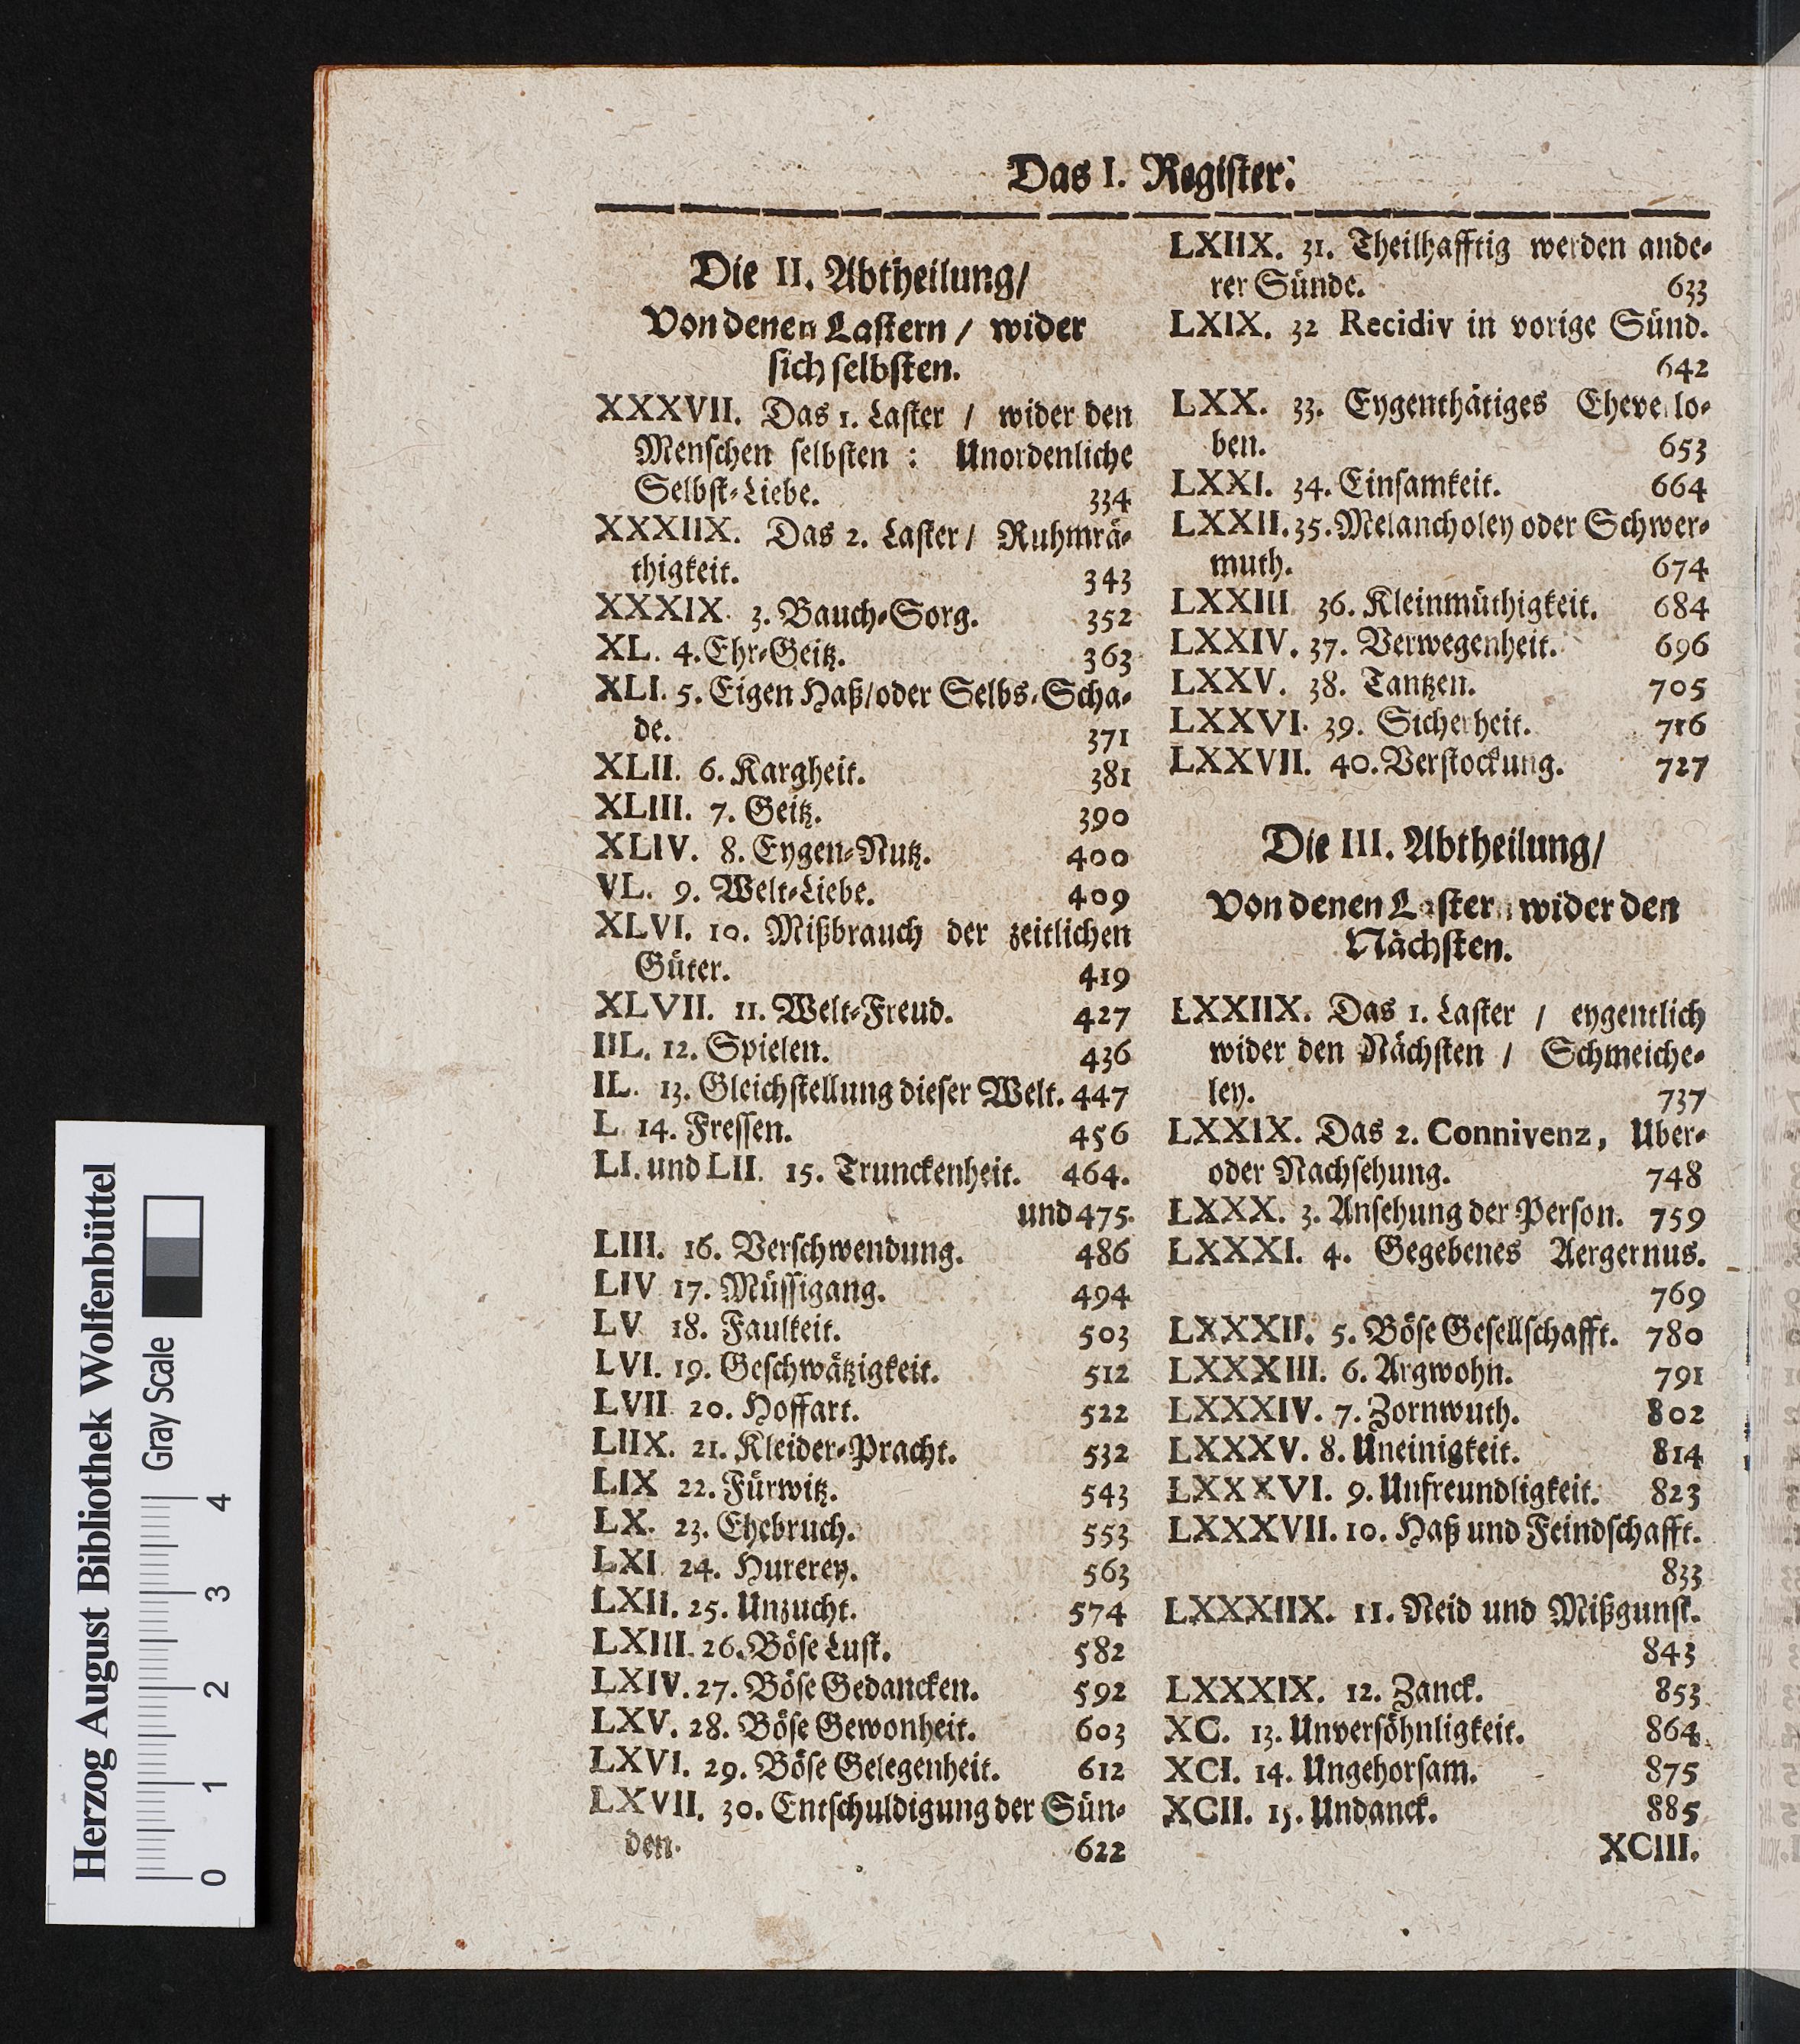 Das I. Register.
Die II. Abtheilung/
Von denen Lastern / wider
sich selbsten.
XXXVII. Das 1. Laster / wider den
Menschen selbsten : Unordenliche
Selbst-Liebe. 334
XXXIIX. Das 2. Laster / Ruhmrä-
thigkeit. 343
XXXIX. 3. Bauch-Sorg. 352
XL. 4. Ehr-Geitz. 363
XLI. 5. Eigen Haß/oder Selbs-Scha-
de. 371
XLII. 6. Kargheit. 381
XLIII. 7. Geitz. 390
XLIV. 8. Eygen-Nutz. 400
VL. 9. Welt-Liebe. 409
XLVI. 10. Mißbrauch der zeitlichen
Güter. 419
XLVII. 11. Welt-Freud. 427
IIL. 12. Spielen. 436
IL. 13. Gleichstellung dieser Welt. 447
L 14. Fressen. 456
LI. und LII. 15. Trunckenheit. 464.
und 475.
LIII. 16. Verschwendung. 486
LIV 17. Müssigang. 494
LV 18. Faulkeit. 503
LVI. 19. Geschwätzigkeit. 512
LVII 20. Hoffart. 522
LIIX. 21. Kleider-Pracht. 532
LIX 22. Fürwitz. 543
LX. 23. Ehebruch. 553
LXI. 24. Hurerey. 563
LXII. 25. Unzucht. 574
LXIII. 26. Böse Lust. 582
LXIV. 27. Böse Gedancken. 592
LXV. 28. Böse Gewonheit. 603
LXVI. 29. Böse Gelegenheit. 612
LXVII. 30. Entschuldigung der Sün-
den. 622
LXIIX. 31. Theilhafftig werden ande-
rer Sünde. 633
LXIX. 32 Recidiv in vorige Sünd.
642
LXX. 33. Eygenthätiges Eheverlo-
ben. 653
LXXI. 34. Einsamkeit. 664
LXXII. 35. Melancholey oder Schwer-
muth. 674
LXXIII 36. Kleinmüthigkeit. 684
LXXIV. 37. Verwegenheit. 696
LXXV. 38. Tantzen. 705
LXXVI. 39. Sicherheit. 716
LXXVII. 40. Verstockung. 727
Die III. Abtheilung/
Von denen Lastern wider den
Nächsten.
LXXIIX. Das 1. Laster / eygentlich
wider den Nächsten / Schmeiche-
ley. 737
LXXIX. Das 2. Connivenz, Uber-
oder Nachsehung. 748
LXXX. 3. Ansehung der Person. 759
LXXXI. 4. Gegebenes Aergernus.
769
LXXXII. 5. Böse Gesellschafft. 780
LXXXIII. 6. Argwohn. 791
LXXXIV. 7. Zornwuth. 802
LXXXV. 8. Uneinigkeit. 814
LXXXVI. 9. Unfreundligkeit. 823
LXXXVII. 10. Haß und Feindschafft.
833
LXXXIIX. 11. Neid und Mißgunst.
843
LXXXIX. 12. Zanck. 853
XC. 13. Unversöhnligkeit. 864
XCI. 14. Ungehorsam. 875
XCII. 15. Undanck. 885
XCIII.
Herzog August Bibliothek Wolfenbüttel
Gray Scale
0 1 2 3 4